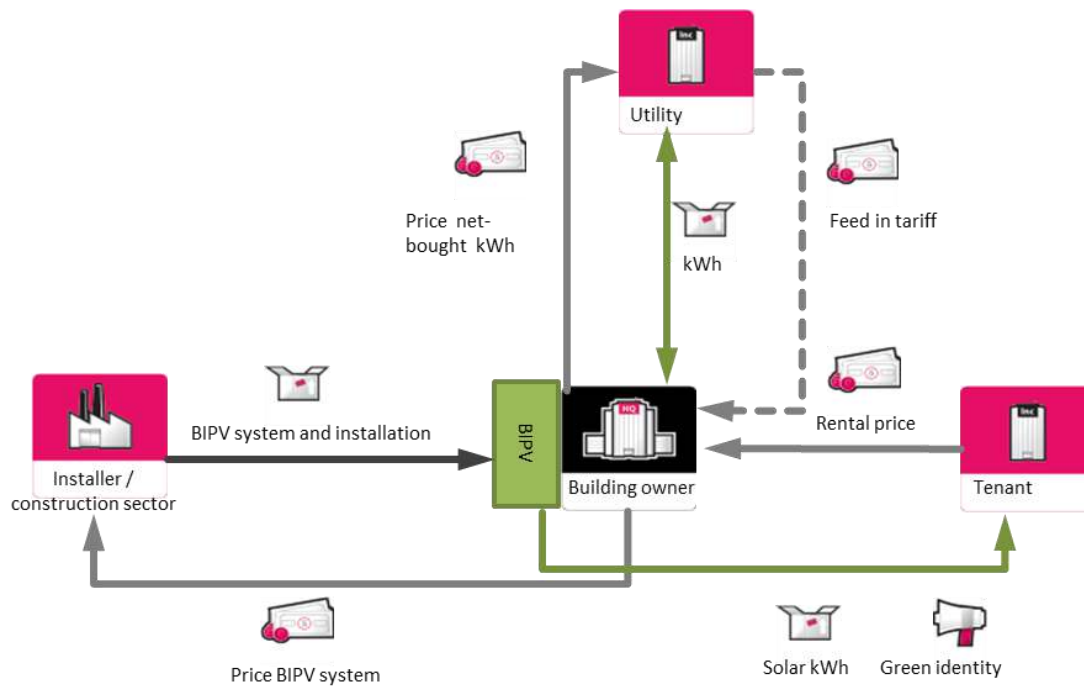 Utility
Price net-
bought kWh
Feed in tariff
kWh
BIPV system and installation
BIPV
HQ
Rental price
Installer /
construction sector
Building owner
Tenant
Price BIPV system
Solar kWh
Green identity